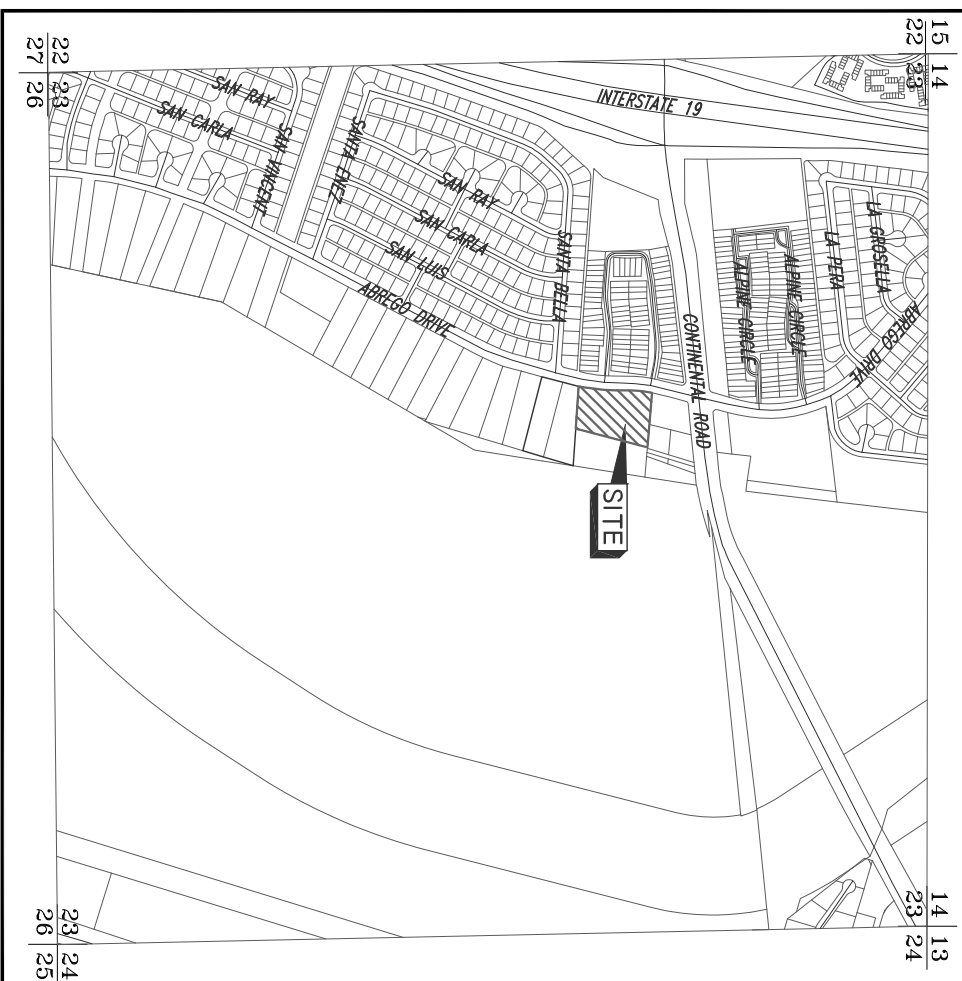 15 14
22 23
14 13
23 24
ABREGO DRIVE
LA GROSELLA
LA PERA
ALPINE CIRCLE
ALPINE CIRCLE
CONTINENTAL ROAD
INTERSTATE 19
SITE
SANTA BELLA
SAN RAY
SAN CARLA
SAN LUIS
ABREGO DRIVE
SANTA ENEZ
SAN VINCENT
SAN RAY
SAN CARLA
22 23
27 26
23 24
26 25